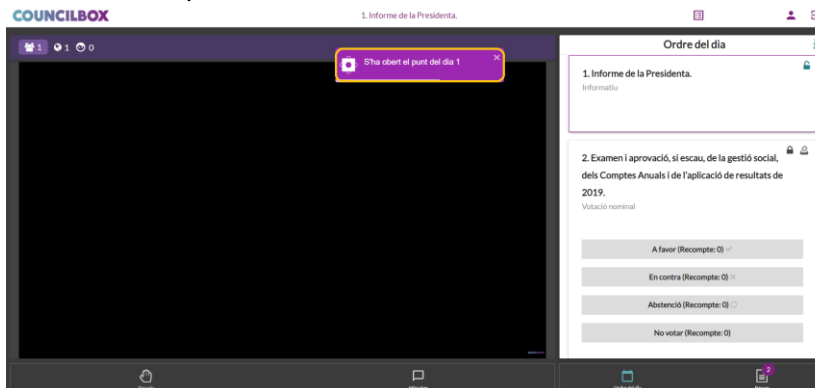 COUNCILBOX
1. Informe de la Presidenta.
1 1 0
S'ha obert el punt del dia 1
Ordre del dia
1. Informe de la Presidenta.
Informatiu
2. Examen i aprovació, si escau, de la gestió social,
dels Comptes Anuals i de l'aplicació de resultats de
2019.
Votació nominal
A favor (Recompte: 0)
En contra (Recompte: 0)
Abstenció (Recompte: 0)
No votar (Recompte: 0)
2